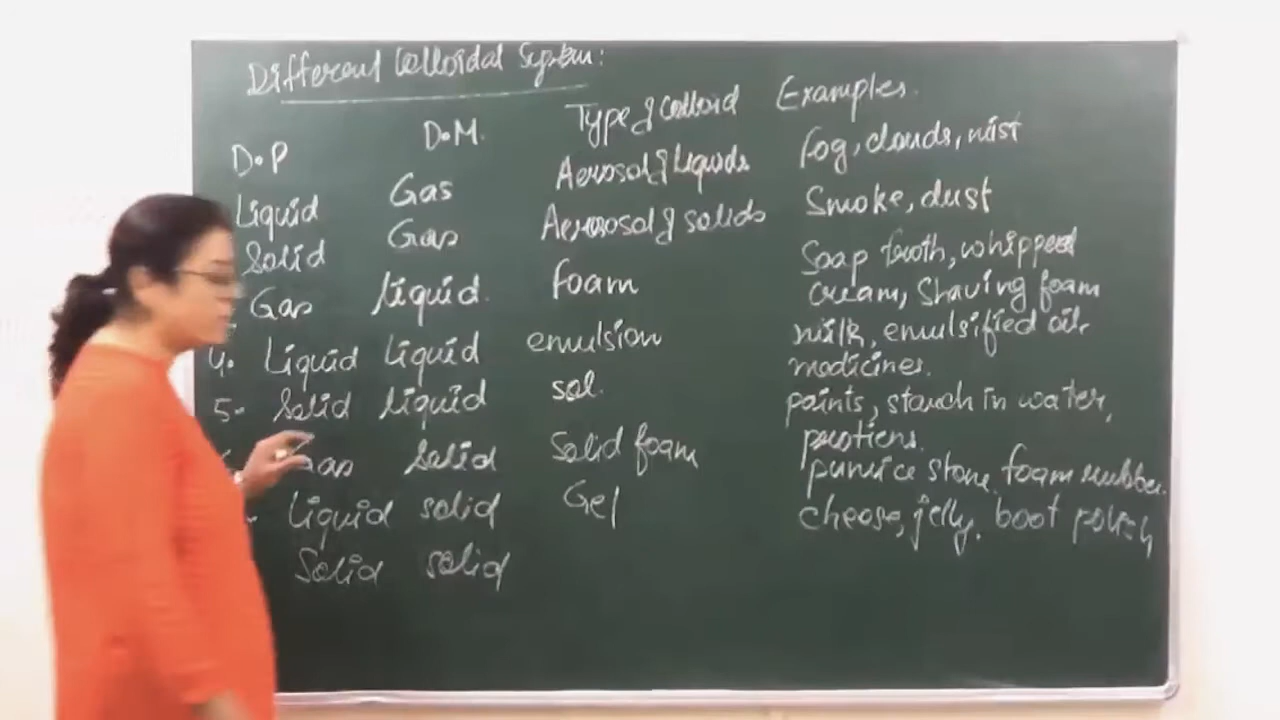 Different Colloidal System:
D.P D.M. Type of Colloid Examples.
Liquid Gas Aerosol of Liquids fog, clouds, mist
Solid Gas Aerosol of solids Smoke, dust
Gas liquid. foam Soap froth, whipped
cream, Shaving foam
4. Liquid liquid emulsion milk, emulsified oil
medicines.
5. Solid liquid sol. paints, starch in water,
Gas Solid Solid foam pumice stone, foam rubber.
Liquid solid Gel cheese, jelly. boot polish
Solid solid